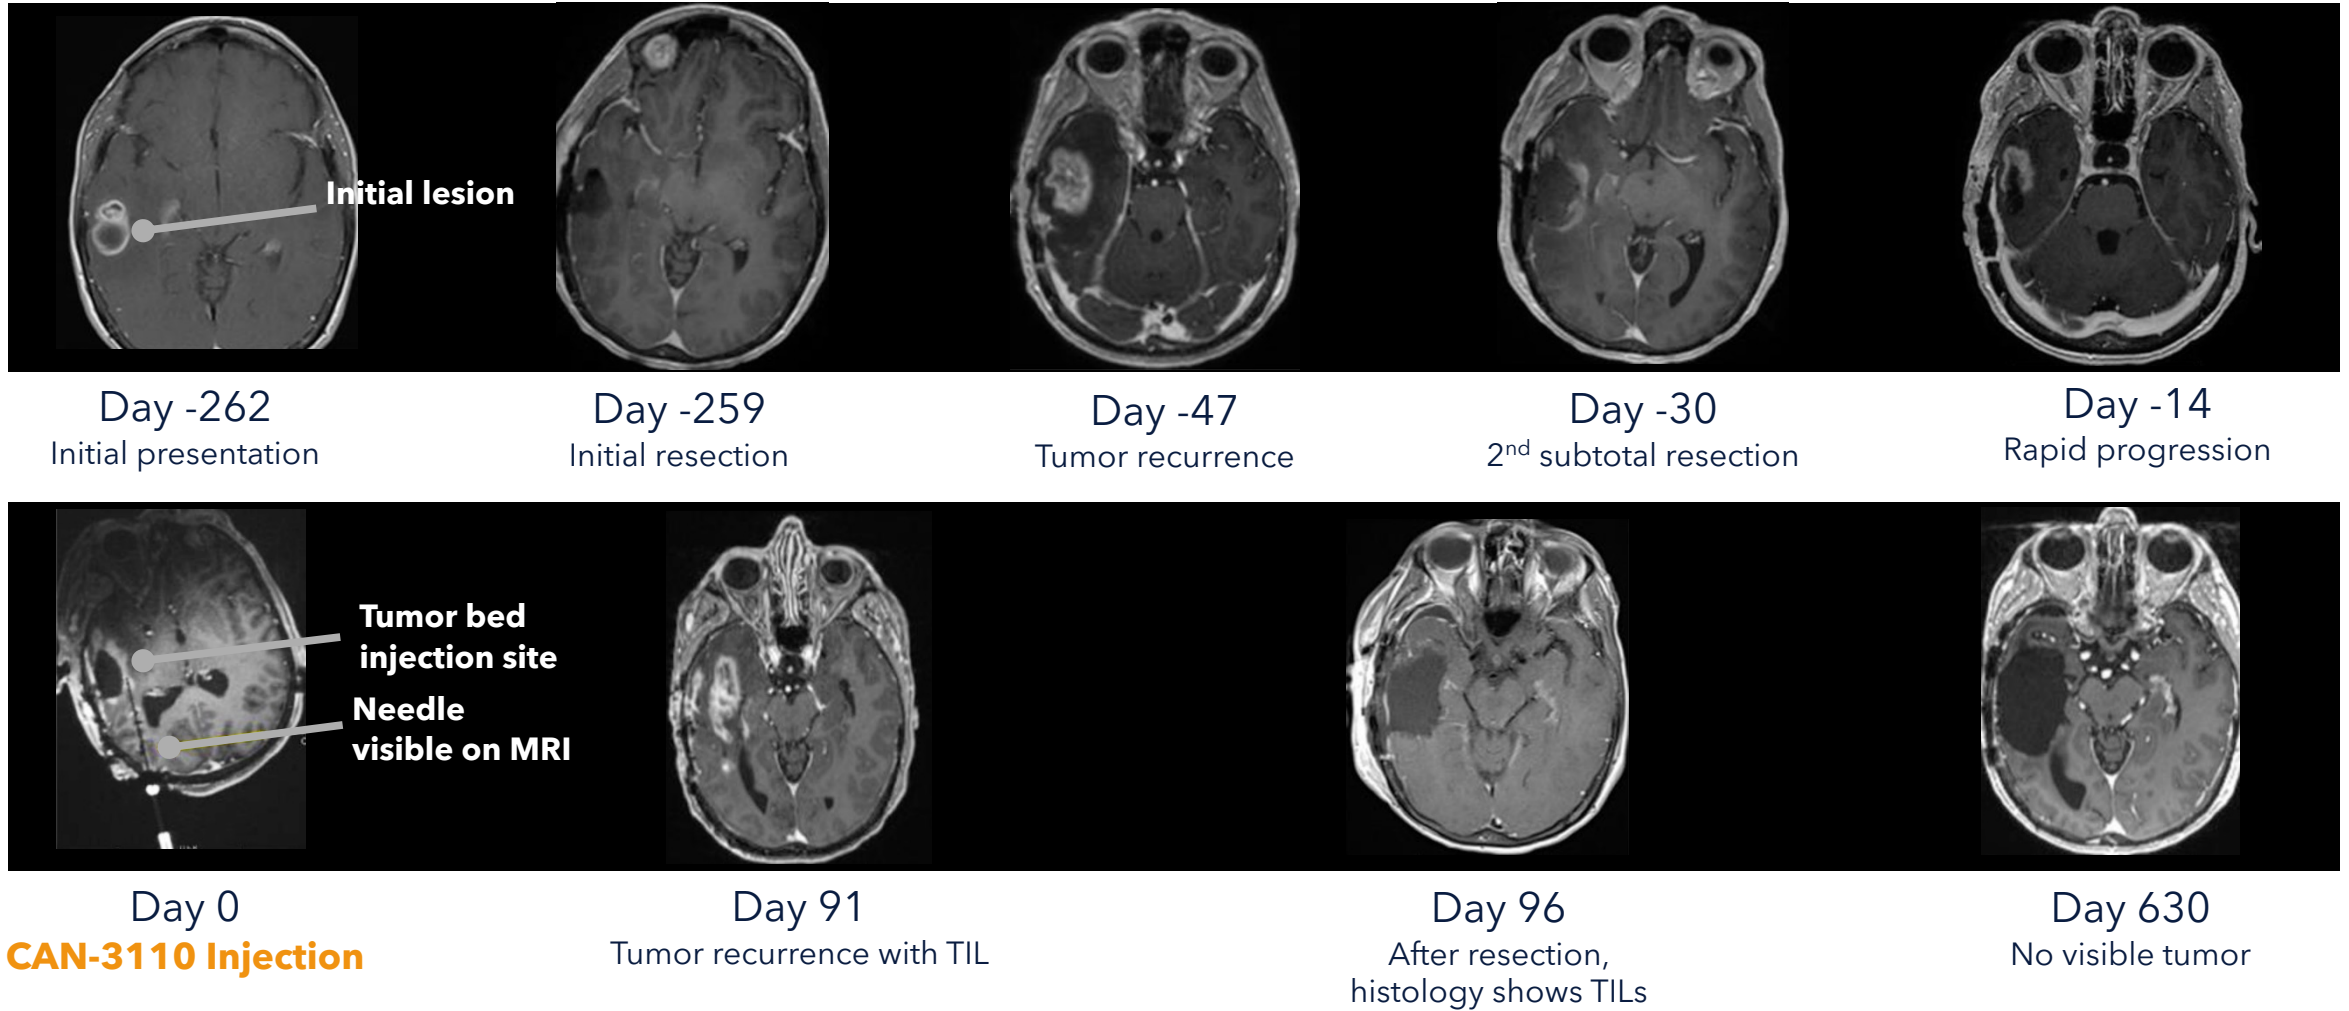 Initial lesion
Day -262
Initial presentation
Day -259
Initial resection
Day -47
Tumor recurrence
Day -30
2nd subtotal resection
Day -14
Rapid progression
Tumor bed
injection site
Needle
visible on MRI
Day 0
CAN-3110 Injection
Day 91
Tumor recurrence with TIL
Day 96
After resection,
histology shows TILs
Day 630
No visible tumor